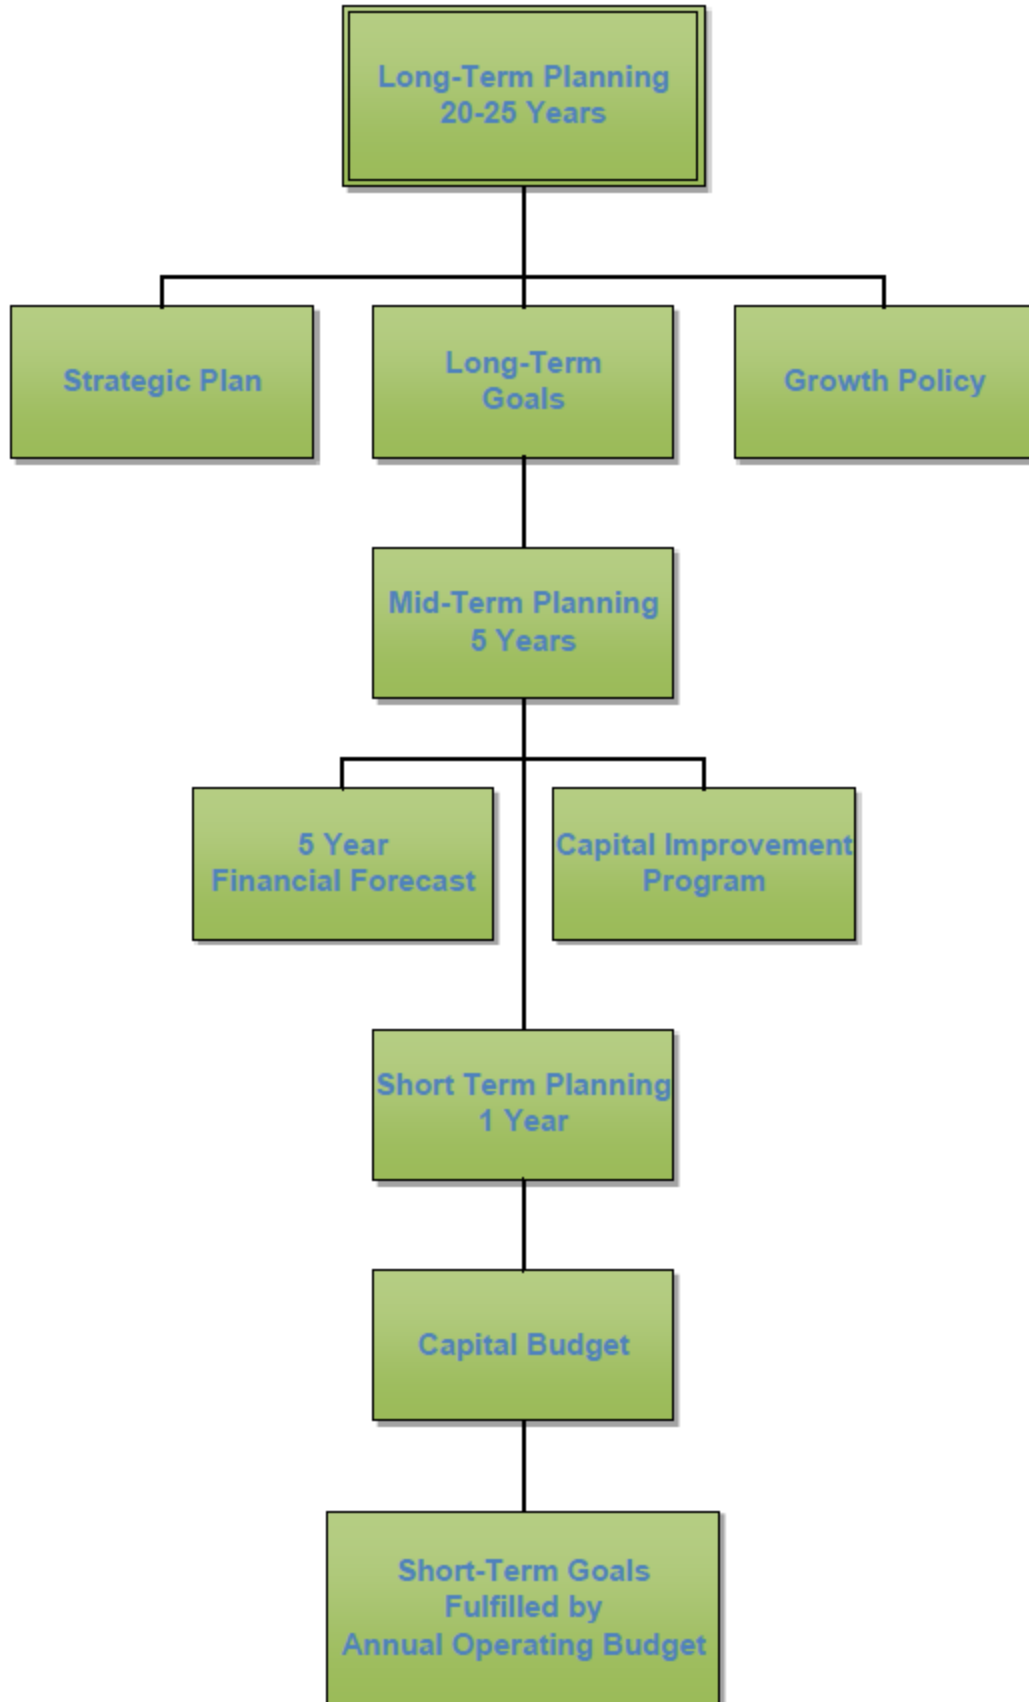 Long-Term Planning
20-25 Years
Strategic Plan
Long-Term
Goals
Growth Policy
Mid-Term Planning
5 Years
5 Year
Financial Forecast
Capital Improvement
Program
Short Term Planning
1 Year
Capital Budget
Short-Term Goals
Fulfilled by
Annual Operating Budget